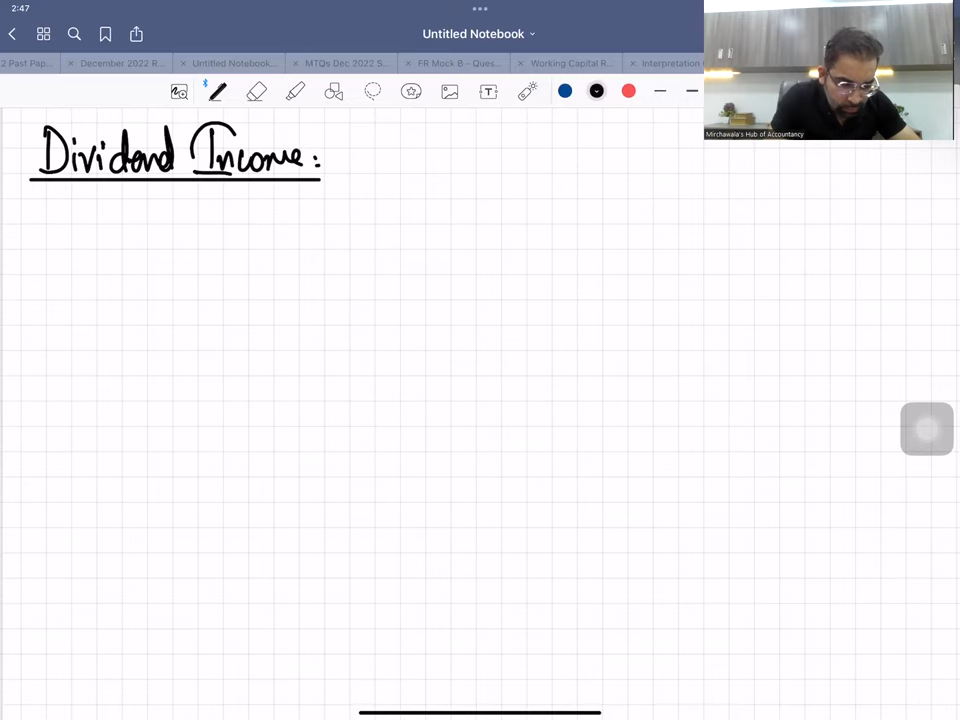 2:47
Untitled Notebook
2 Past Pap...
× December 2022 R...
× Untitled Notebook...
× MTQs Dec 2022 S...
× FR Mock B - Ques...
× Working Capital R...
× Interpretation
Mirchawala's Hub of Accountancy
Dividend Income: